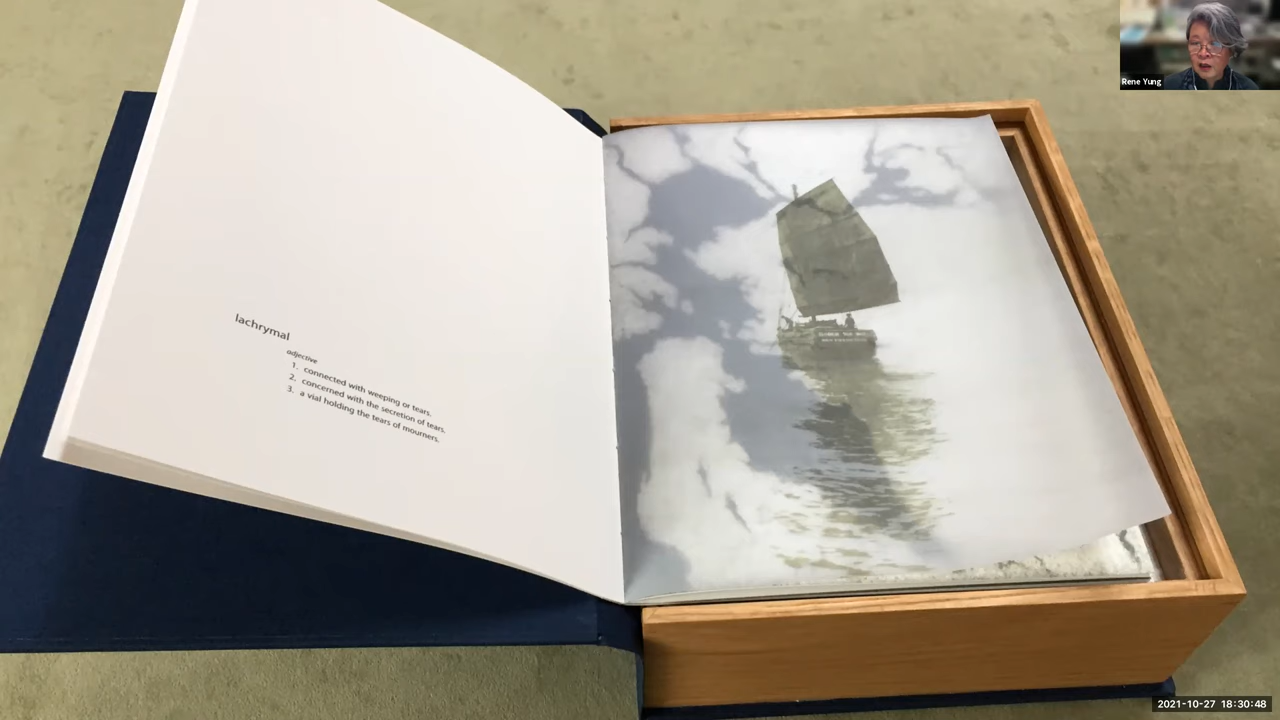 Rene Yung
lachrymal
adjective
1. connected with weeping or tears.
2. concerned with the secretion of tears.
3. a vial holding the tears of mourners.
2021-10-27 18:30:48